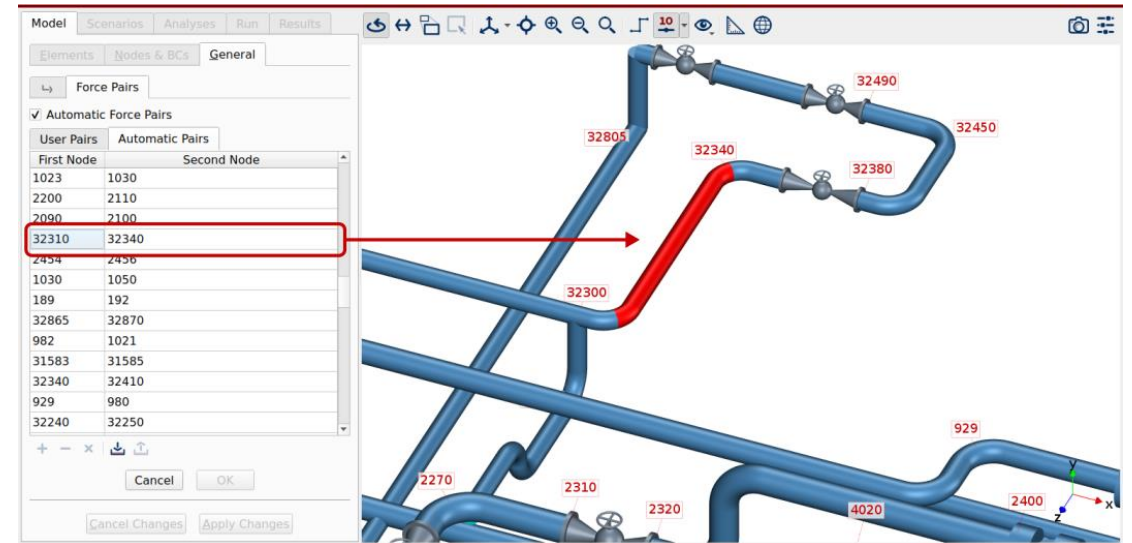 Model Scenarios Analyses Run Results
Elements Nodes & BCs General
Force Pairs
Automatic Force Pairs
User Pairs Automatic Pairs
First Node Second Node
1023 1030
2200 2110
2090 2100
32310 32340
2454 2456
1030 1050
189 192
32865 32870
982 1021
31583 31585
32340 32410
929 980
32240 32250
Cancel OK
Cancel Changes Apply Changes
10
32490
32450
32805
32340
32380
32300
929
2270
2310
2320
4020
2400
y
x
z